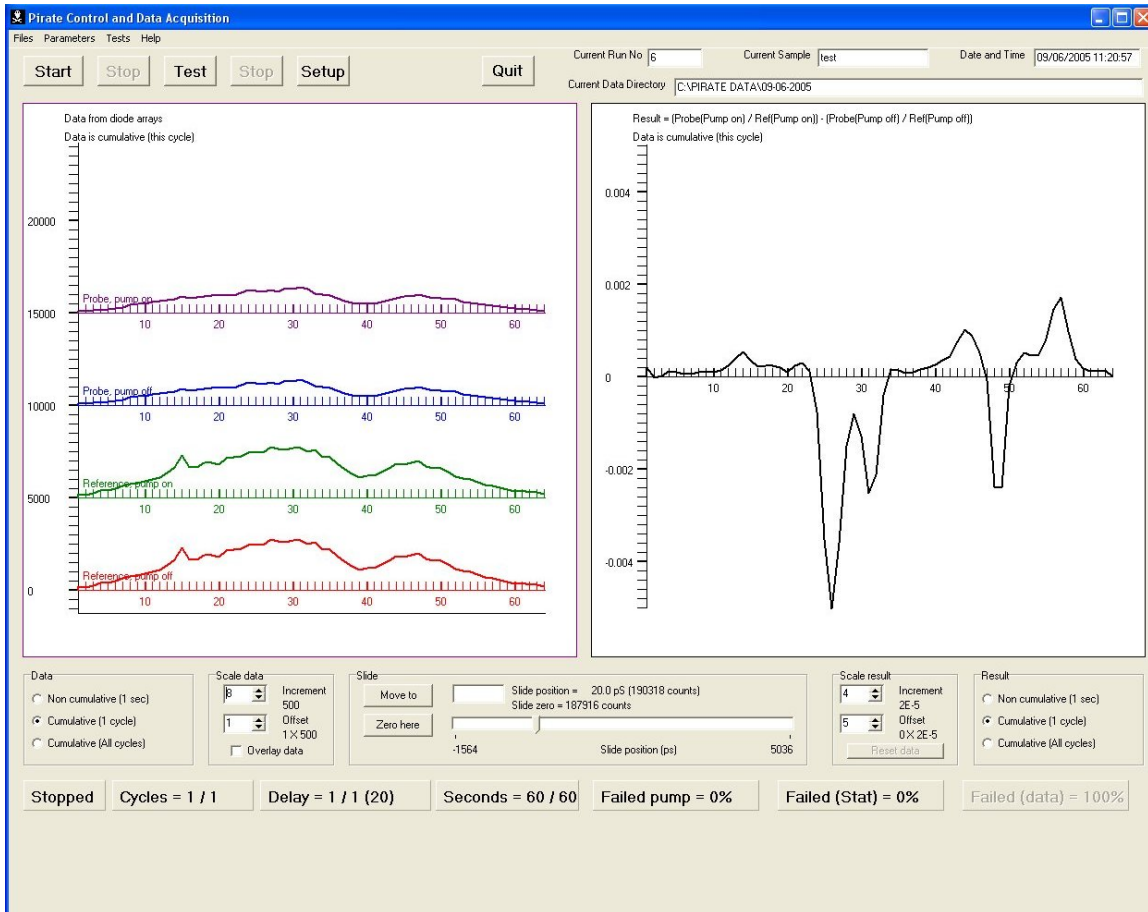 Pirate Control and Data Acquisition
Files Parameters Tests Help
Start Stop Test Stop Setup Quit
Current Run No 6 Current Sample test Date and Time 09/06/2005 11:20:57
Current Data Directory C:\PIRATE DATA\09-06-2005
Data from diode arrays
Data is cumulative (this cycle)
20000
Probe, pump on
15000
10 20 30 40 50 60
Probe, pump off
10000
10 20 30 40 50 60
Reference, pump on
5000
10 20 30 40 50 60
Reference, pump off
0
10 20 30 40 50 60
Result = (Probe(Pump on) / Ref(Pump on)) - (Probe(Pump off) / Ref(Pump off))
Data is cumulative (this cycle)
0.004
0.002
0
10 20 30 40 50 60
-0.002
-0.004
Data
Non cumulative (1 sec)
Cumulative (1 cycle)
Cumulative (All cycles)
Scale data
8 Increment
500
1 Offset
1 X 500
Overlay data
Slide
Move to Slide position = 20.0 pS (190318 counts)
Slide zero = 187916 counts
Zero here
-1564 Slide position (ps) 5036
Scale result
4 Increment
2E-5
5 Offset
0 X 2E-5
Reset data
Result
Non cumulative (1 sec)
Cumulative (1 cycle)
Cumulative (All cycles)
Stopped Cycles = 1 / 1 Delay = 1 / 1 (20) Seconds = 60 / 60 Failed pump = 0% Failed (Stat) = 0% Failed (data) = 100%